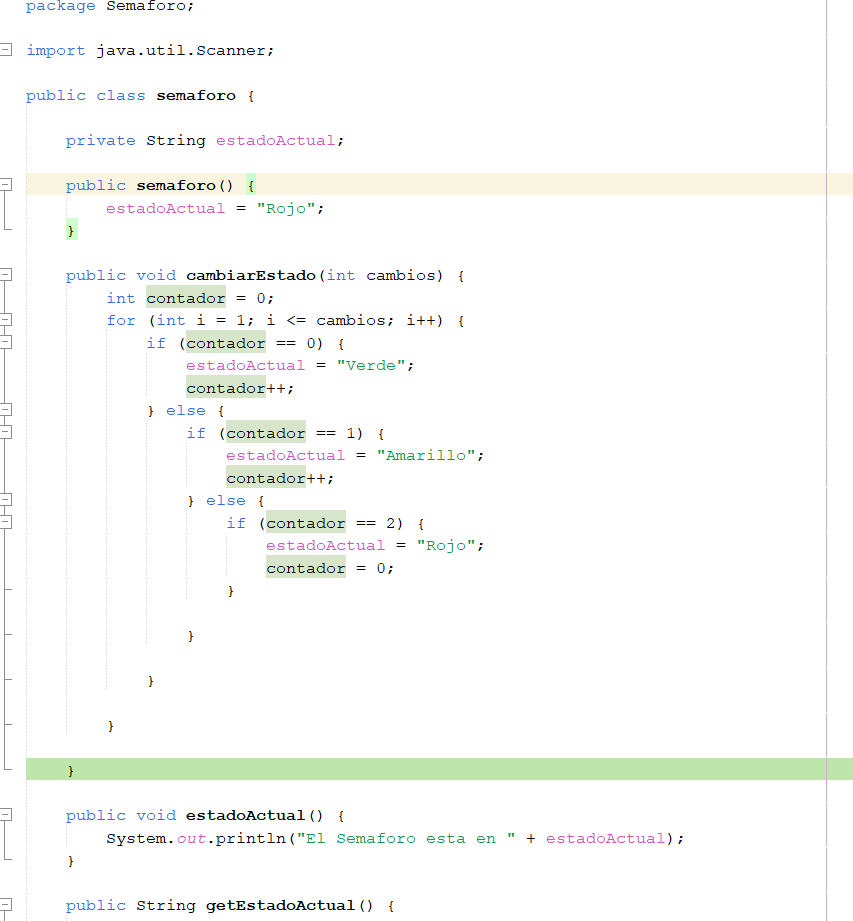 package Semaforo;
import java.util.Scanner;
public class semaforo {
private String estadoActual;
public semaforo() {
estadoActual = "Rojo";
}
public void cambiarEstado(int cambios) {
int contador = 0;
for (int i = 1; i <= cambios; i++) {
if (contador == 0) {
estadoActual = "Verde";
contador++;
} else {
if (contador == 1) {
estadoActual = "Amarillo";
contador++;
} else {
if (contador == 2) {
estadoActual = "Rojo";
contador = 0;
}
}
}
}
}
public void estadoActual() {
System.out.println("El Semaforo esta en " + estadoActual);
}
public String getEstadoActual() {